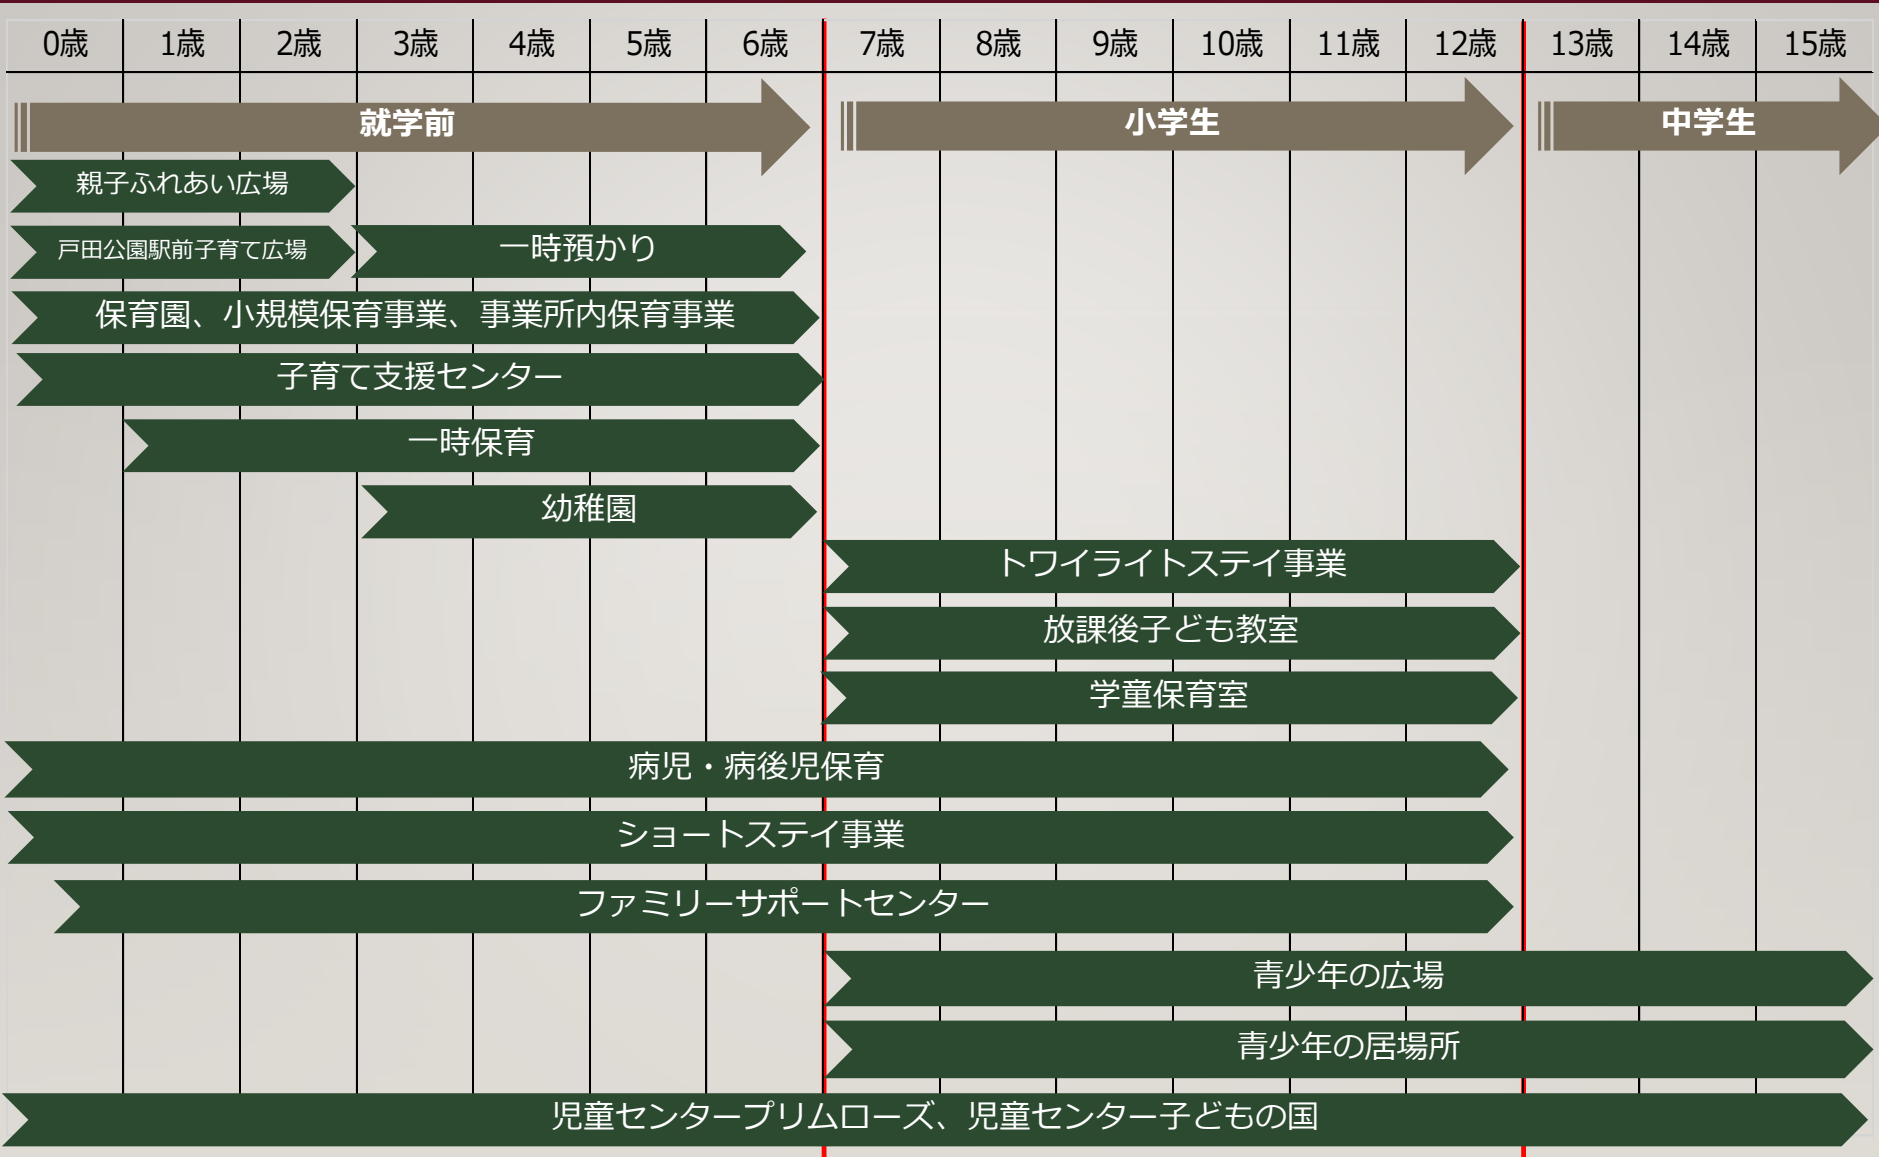 0歳 1歳 2歳 3歳 4歳 5歳 6歳 7歳 8歳 9歳 10歳 11歳 12歳 13歳 14歳 15歳
就学前 小学生 中学生
親子ふれあい広場
戸田公園駅前子育て広場 一時預かり
保育園、小規模保育事業、事業所内保育事業
子育て支援センター
一時保育
幼稚園
トワイライトステイ事業
放課後子ども教室
学童保育室
病児・病後児保育
ショートステイ事業
ファミリーサポートセンター
青少年の広場
青少年の居場所
児童センタープリムローズ、児童センター子どもの国